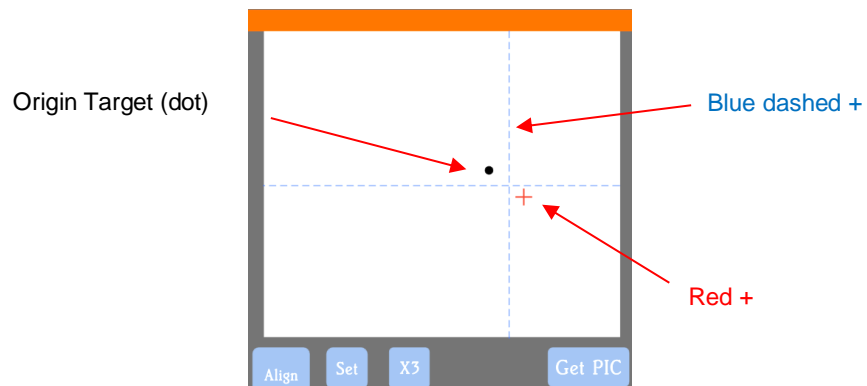 Origin Target (dot)
Blue dashed +
Red +
Align
Set
X3
Get PIC